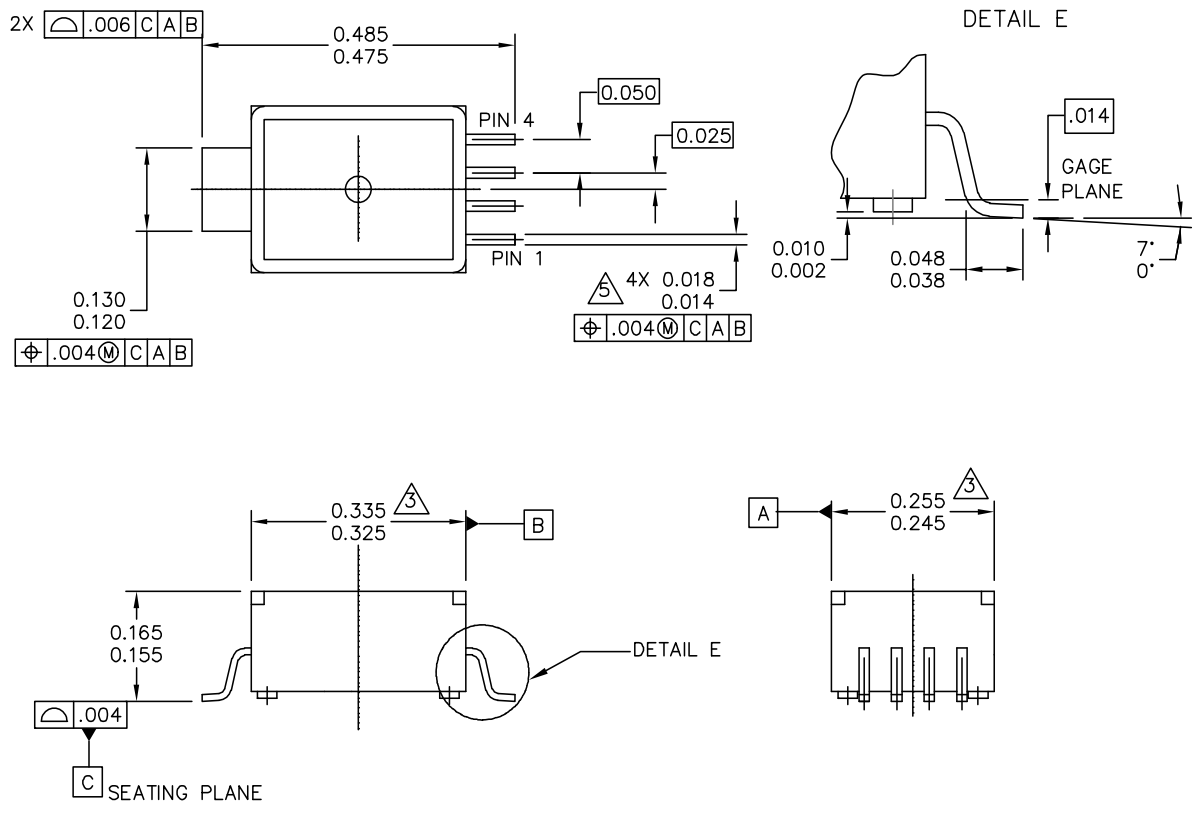 2X ⌓ .006 C A B
0.485
0.475
DETAIL E
0.050
PIN 4
0.025
.014
GAGE
PLANE
PIN 1
0.010
0.002
0.048
0.038
7°
0°
5 4X 0.018
0.014
⌖ .004 Ⓜ C A B
0.130
0.120
⌖ .004 Ⓜ C A B
0.335 3
0.325
B
A
0.255 3
0.245
0.165
0.155
DETAIL E
⌓ .004
C SEATING PLANE